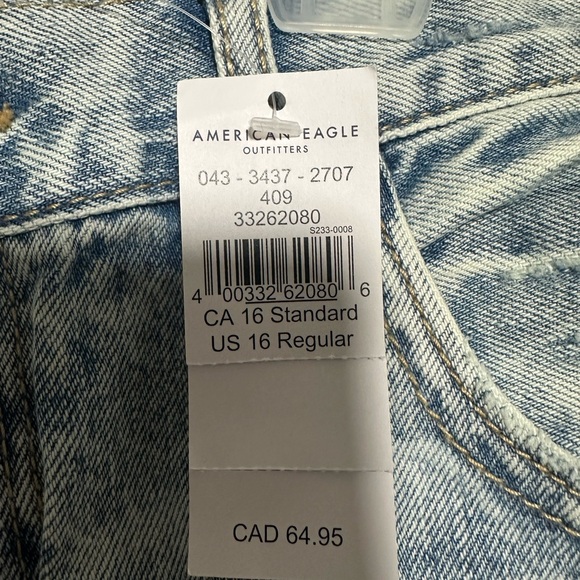 AMERICAN EAGLE
OUTFITTERS
043 - 3437 - 2707
409
33262080
S233-0008
4 00332 62080 6
CA 16 Standard
US 16 Regular
CAD 64.95